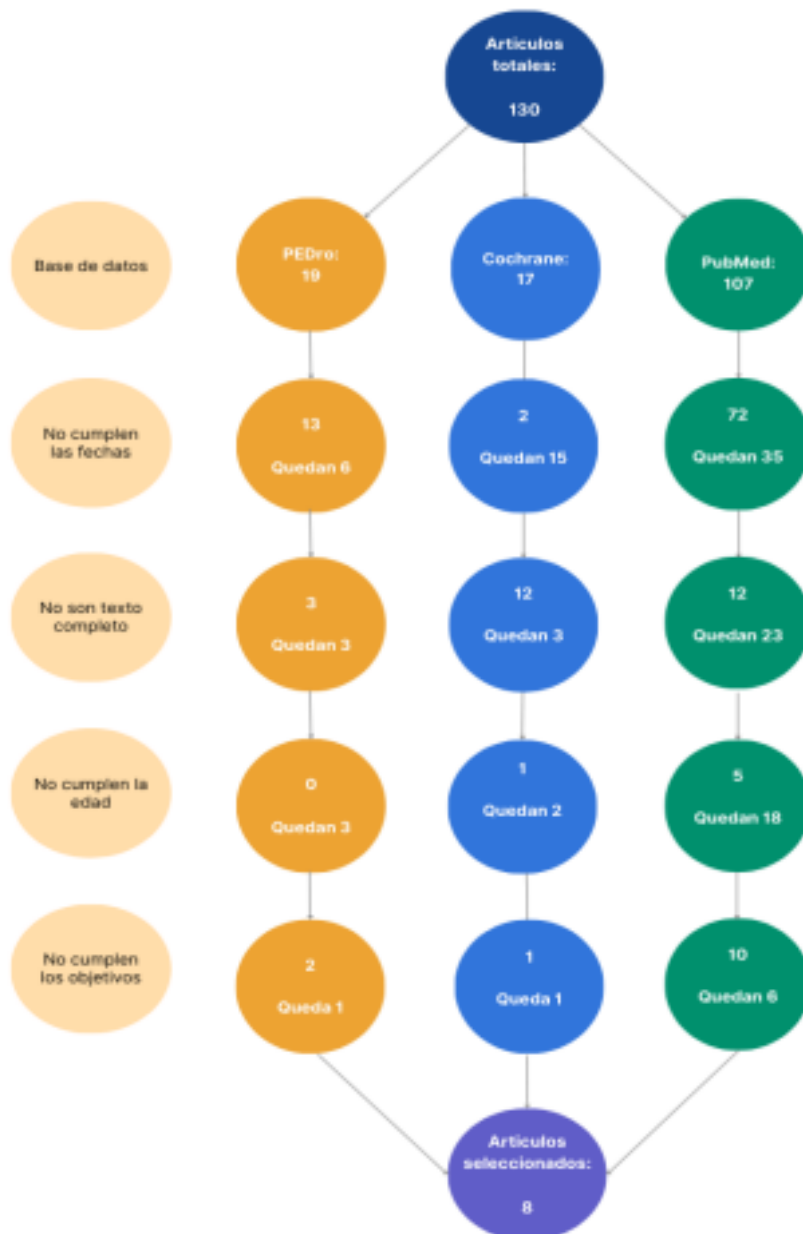 Articulos
totales:
130
Base de datos
PEDro:
19
Cochrane:
17
PubMed:
107
No cumplen
las fechas
13
Quedan 6
2
Quedan 15
72
Quedan 35
No son texto
completo
3
Quedan 3
12
Quedan 3
12
Quedan 23
No cumplen la
edad
0
Quedan 3
1
Quedan 2
5
Quedan 18
No cumplen
los objetivos
2
Queda 1
1
Queda 1
10
Quedan 6
Articulos
seleccionados:
8